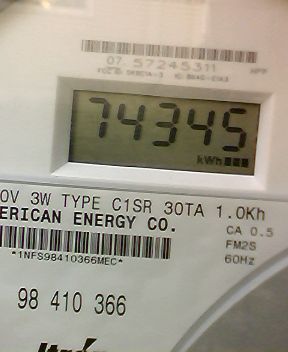 07 57245311
74345
kWh
0V 3W TYPE C1SR 30TA 1.0Kh
ERICAN ENERGY CO.
CA 0.5
FM2S
*1NFS98410366MEC*
60Hz
98 410 366
Itron